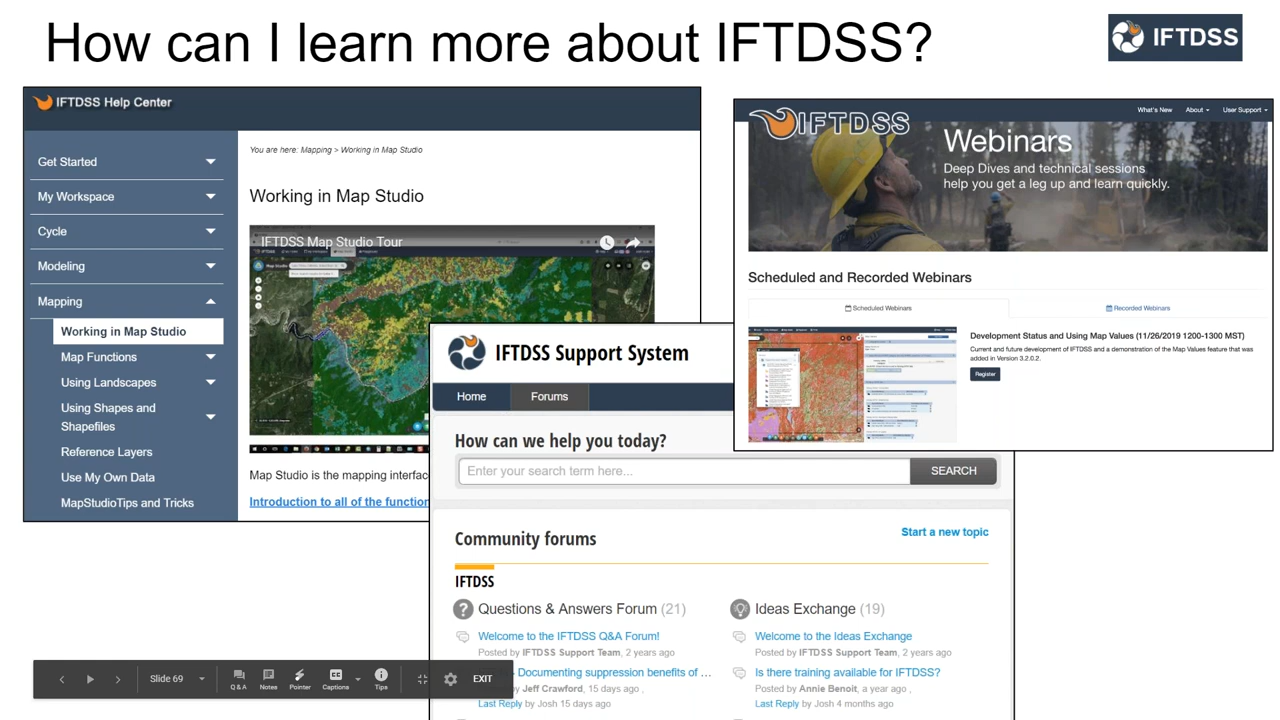 How can I learn more about IFTDSS?
IFTDSS
IFTDSS Help Center
Get Started
My Workspace
Cycle
Modeling
Mapping
Working in Map Studio
Map Functions
Using Landscapes
Using Shapes and
Shapefiles
Reference Layers
Use My Own Data
MapStudioTips and Tricks
You are here: Mapping > Working in Map Studio
Working in Map Studio
IFTDSS Map Studio Tour
Map Studio is the mapping interfac
Introduction to all of the function
What's New
About
User Support
IFTDSS
Webinars
Deep Dives and technical sessions
help you get a leg up and learn quickly.
Scheduled and Recorded Webinars
Scheduled Webinars
Recorded Webinars
Development Status and Using Map Values (11/26/2019 1200-1300 MST)
Current and future development of IFTDSS and a demonstration of the Map Values feature that was
added in Version 3.2.0.2.
Register
IFTDSS Support System
Home
Forums
How can we help you today?
Enter your search term here...
SEARCH
Community forums
Start a new topic
IFTDSS
Questions & Answers Forum (21)
Welcome to the IFTDSS Q&A Forum!
Posted by IFTDSS Support Team, 2 years ago
Documenting suppression benefits of ...
Jeff Crawford, 15 days ago ,
Last Reply by Josh 15 days ago
Ideas Exchange (19)
Welcome to the Ideas Exchange
Posted by IFTDSS Support Team, 2 years ago
Is there training available for IFTDSS?
Posted by Annie Benoit, a year ago ,
Last Reply by Josh 4 months ago
Slide 69
Q & A
Notes
Pointer
Captions
Tips
EXIT